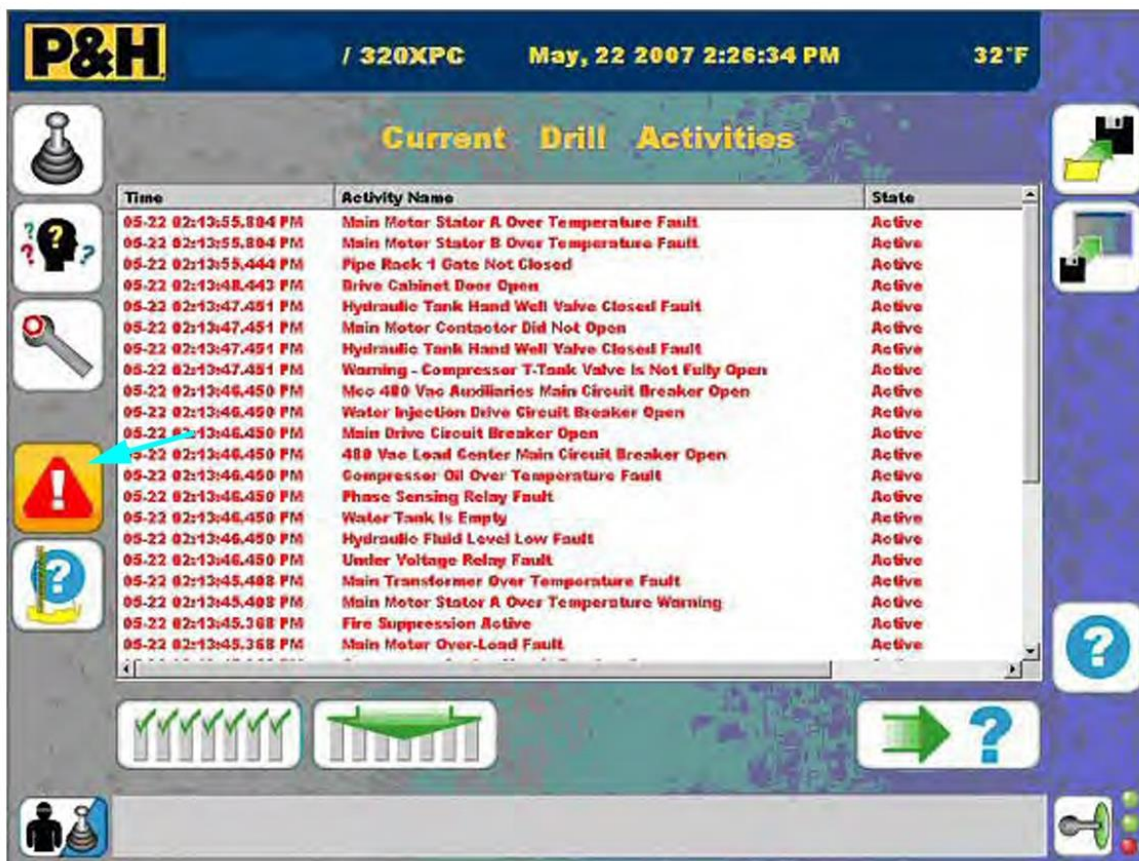 P&H
/ 320XPC May, 22 2007 2:26:34 PM 32°F
Current Drill Activities
Time Activity Name State
05-22 02:13:55.804 PM Main Motor Stator A Over Temperature Fault Active
05-22 02:13:55.804 PM Main Motor Stator B Over Temperature Fault Active
05-22 02:13:55.444 PM Pipe Rack 1 Gate Not Closed Active
05-22 02:13:48.443 PM Drive Cabinet Door Open Active
05-22 02:13:47.451 PM Hydraulic Tank Hand Well Valve Closed Fault Active
05-22 02:13:47.451 PM Main Motor Contactor Did Not Open Active
05-22 02:13:47.451 PM Hydraulic Tank Hand Well Valve Closed Fault Active
05-22 02:13:47.451 PM Warning - Compressor T-Tank Valve Is Not Fully Open Active
05-22 02:13:46.450 PM Mcc 480 Vac Auxiliaries Main Circuit Breaker Open Active
05-22 02:13:46.450 PM Water Injection Drive Circuit Breaker Open Active
05-22 02:13:46.450 PM Main Drive Circuit Breaker Open Active
05-22 02:13:46.450 PM 480 Vac Load Center Main Circuit Breaker Open Active
05-22 02:13:46.450 PM Compressor Oil Over Temperature Fault Active
05-22 02:13:46.450 PM Phase Sensing Relay Fault Active
05-22 02:13:46.450 PM Water Tank Is Empty Active
05-22 02:13:46.450 PM Hydraulic Fluid Level Low Fault Active
05-22 02:13:46.450 PM Under Voltage Relay Fault Active
05-22 02:13:45.408 PM Main Transformer Over Temperature Fault Active
05-22 02:13:45.408 PM Main Motor Stator A Over Temperature Warning Active
05-22 02:13:45.368 PM Fire Suppression Active Active
05-22 02:13:45.368 PM Main Motor Over-Load Fault Active